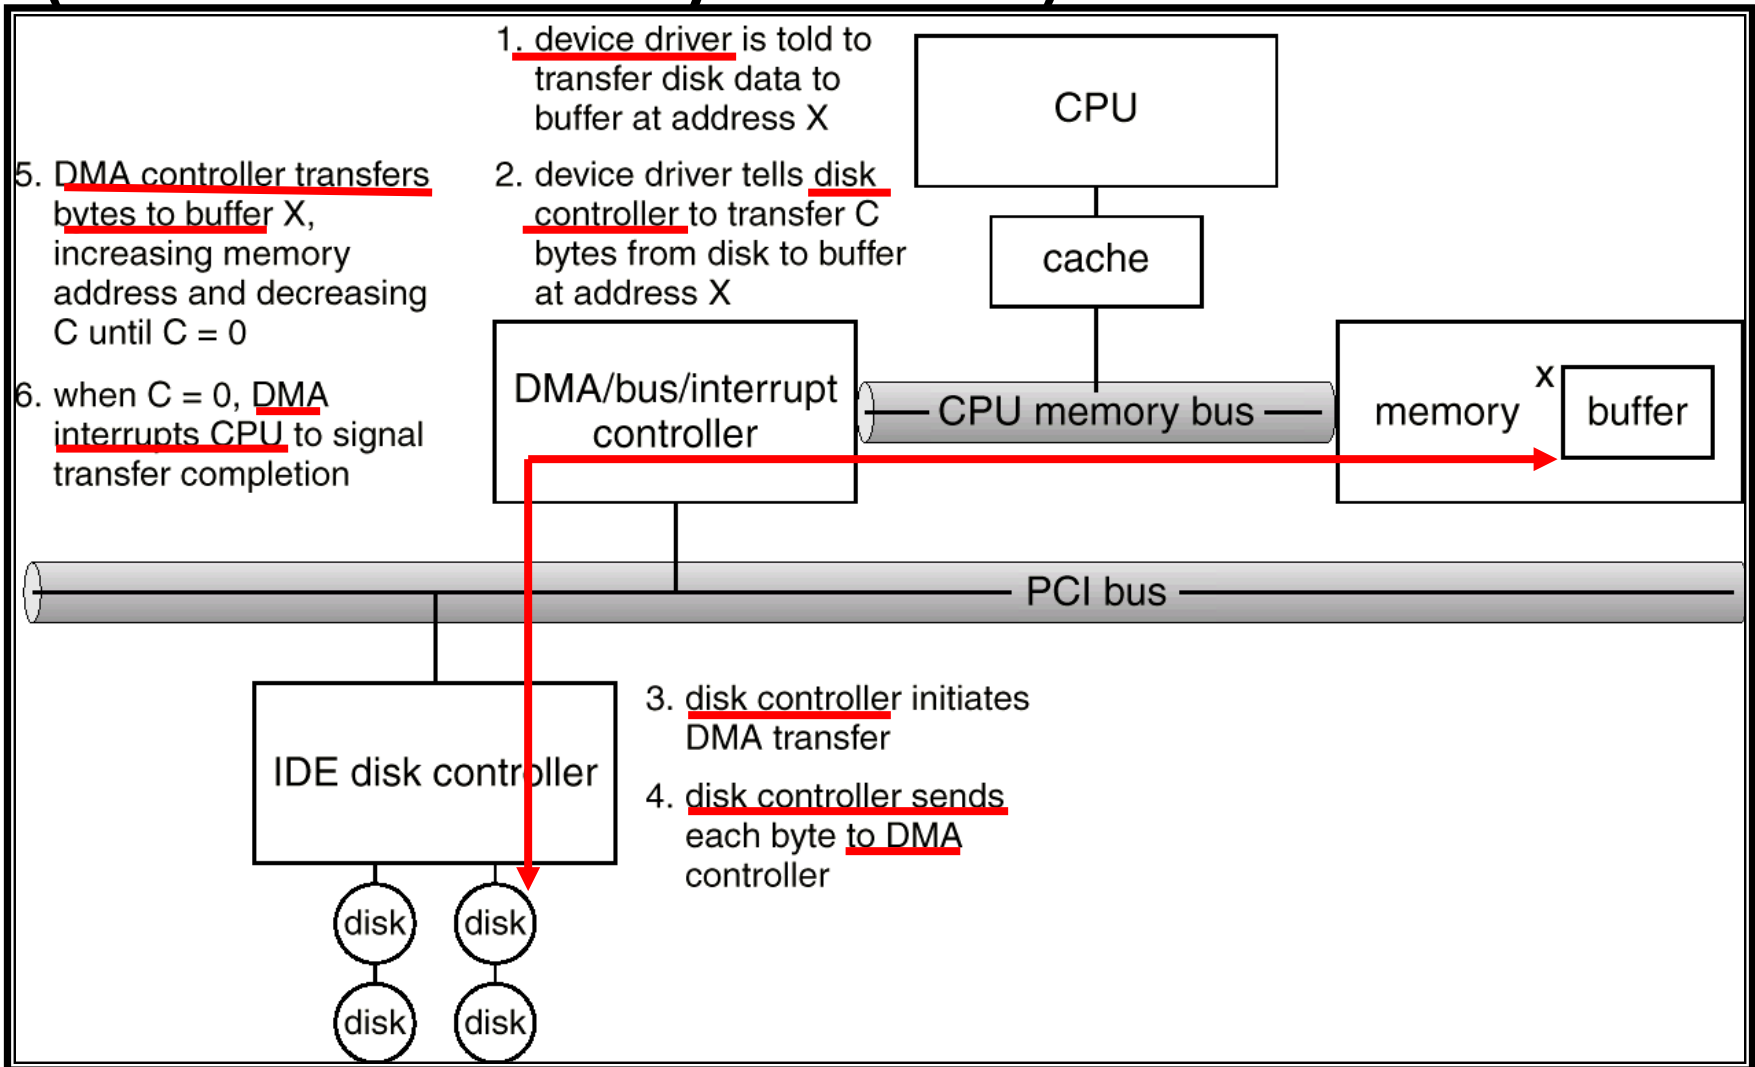 1. device driver is told to
transfer disk data to
buffer at address X
2. device driver tells disk
controller to transfer C
bytes from disk to buffer
at address X
5. DMA controller transfers
bytes to buffer X,
increasing memory
address and decreasing
C until C = 0
6. when C = 0, DMA
interrupts CPU to signal
transfer completion
CPU
cache
DMA/bus/interrupt
controller
CPU memory bus
memory
x
buffer
PCI bus
IDE disk controller
3. disk controller initiates
DMA transfer
4. disk controller sends
each byte to DMA
controller
disk
disk
disk
disk